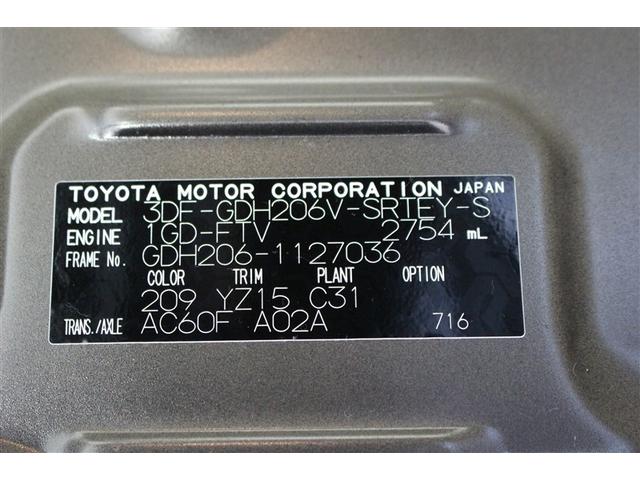 TOYOTA MOTOR CORPORATION JAPAN
MODEL 3DF-GDH206V-SRTEY-S
ENGINE 1GD-FTV 2754 mL
FRAME No. GDH206-1127036
COLOR TRIM PLANT OPTION
209 YZ15 C31
TRANS./AXLE AC60F A02A 716